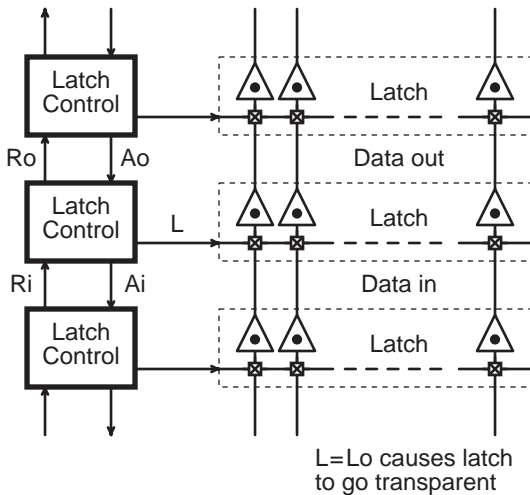 Latch
Control
Latch
Ro
Ao
Data out
Latch
Control
L
Latch
Ri
Ai
Data in
Latch
Control
Latch
L=Lo causes latch
to go transparent